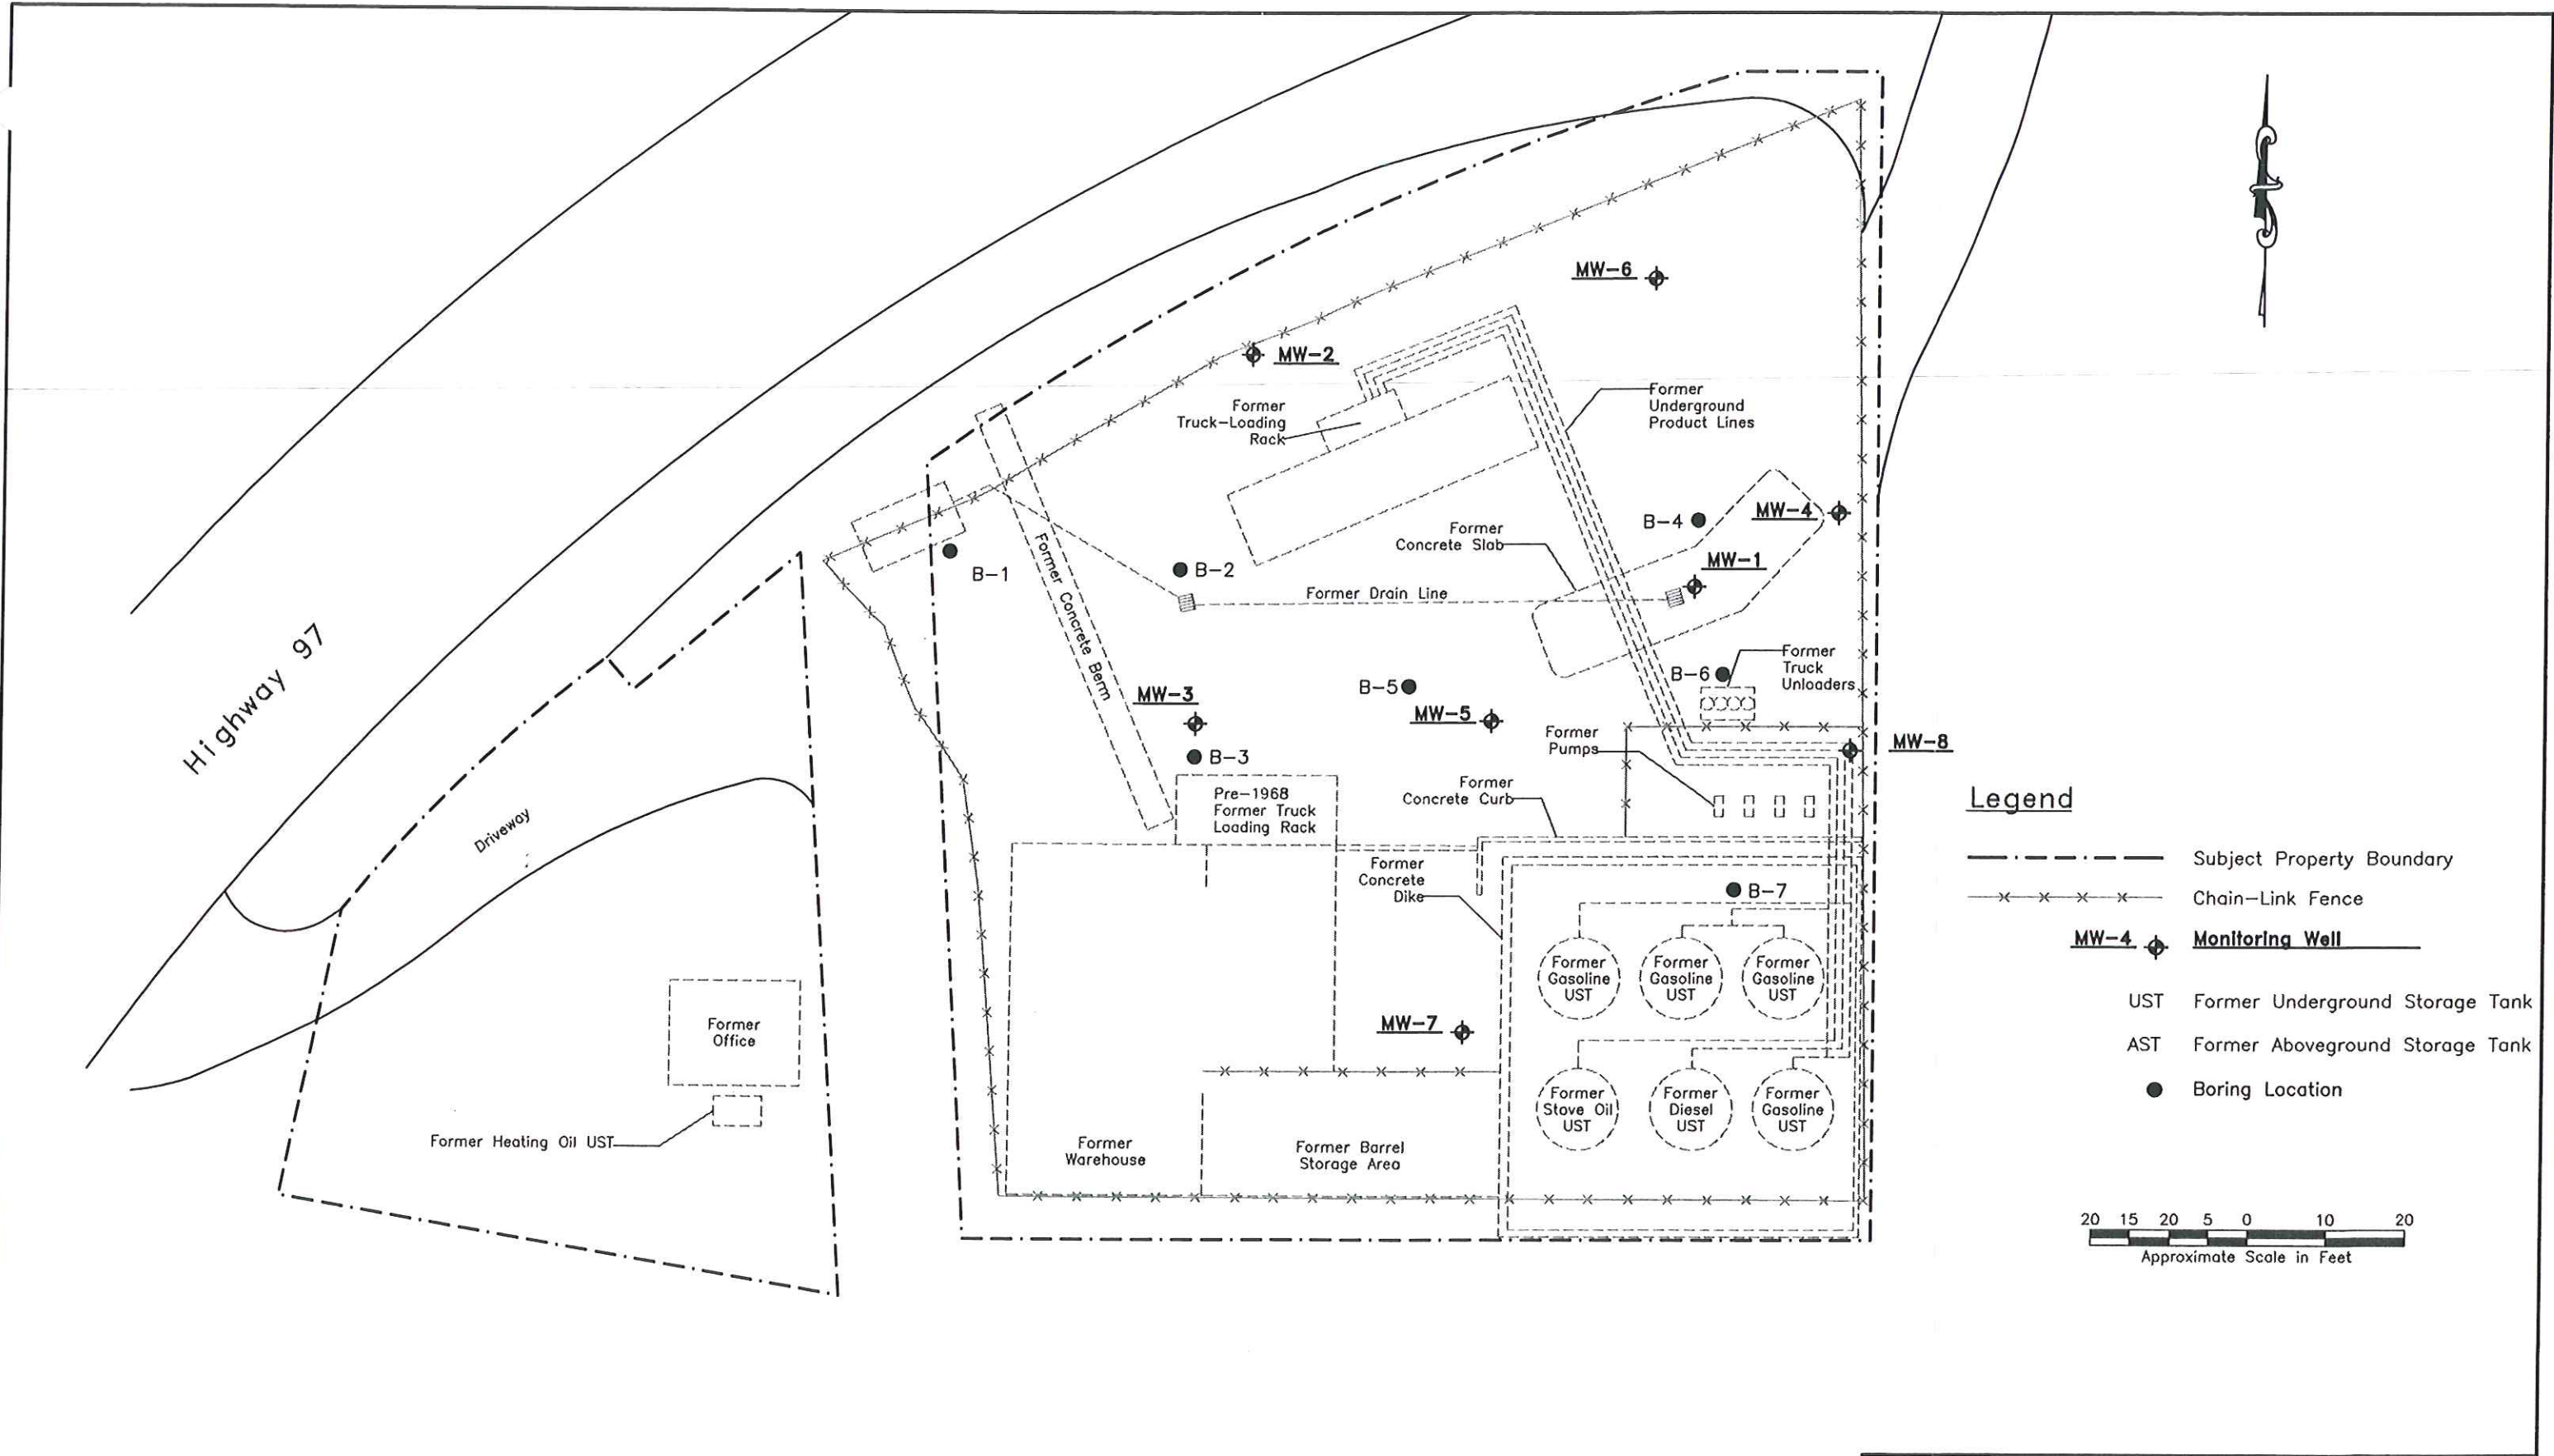 MW-6
MW-2
Former
Truck-Loading
Rack
Former
Underground
Product Lines
MW-4
B-4
Former
Concrete Slab
MW-1
B-1
B-2
Former Drain Line
Former Concrete Berm
Highway 97
B-6
Former
Truck
Unloaders
B-5
MW-3
MW-5
Former
Pumps
MW-8
B-3
Pre-1968
Former Truck
Loading Rack
Former
Concrete Curb
Driveway
Former
Concrete
Dike
B-7
Former
Gasoline
UST
Former
Gasoline
UST
Former
Gasoline
UST
Former
Office
MW-7
Former
Stove Oil
UST
Former
Diesel
UST
Former
Gasoline
UST
Former Heating Oil UST
Former
Warehouse
Former Barrel
Storage Area
Legend
Subject Property Boundary
Chain-Link Fence
MW-4 Monitoring Well
UST Former Underground Storage Tank
AST Former Aboveground Storage Tank
Boring Location
20 15 20 5 0 10 20
Approximate Scale in Feet